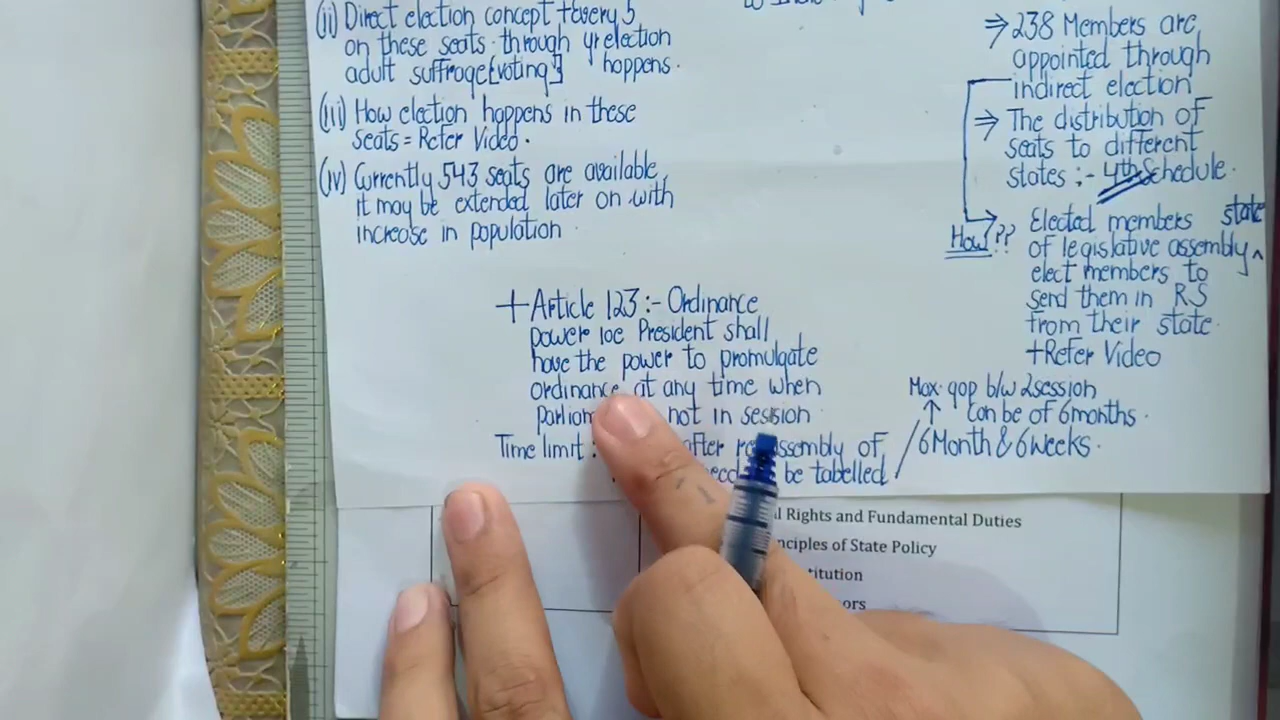 (ii) Direct election concept + every 5
on these seats through yr election
adult suffrage [voting] happens.
(iii) How election happens in these
seats = Refer Video.
(iv) Currently 543 seats are available,
it may be extended later on with
increase in population
+ Article 123 :- Ordinance
power President shall
have the power to promulgate
ordinance at any time when
not in session
Time limit : after assembly of
be tabelled
⇒ 238 Members are
appointed through
indirect election
⇒ The distribution of
seats to different
states :- 4th Schedule.
How?? Elected members state
of legislative assembly ^
elect members to
send them in RS
from their state.
+ Refer Video
Max. gap b/w 2 session
can be of 6 months.
6 Month & 6 weeks.
l Rights and Fundamental Duties
nciples of State Policy
titution
ors